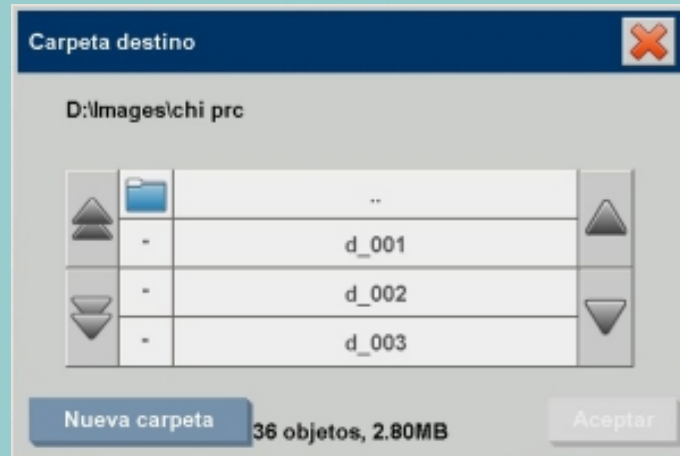 Carpeta destino
D:\Images\chi prc
..
- d_001
- d_002
- d_003
Nueva carpeta 36 objetos, 2.80MB Aceptar